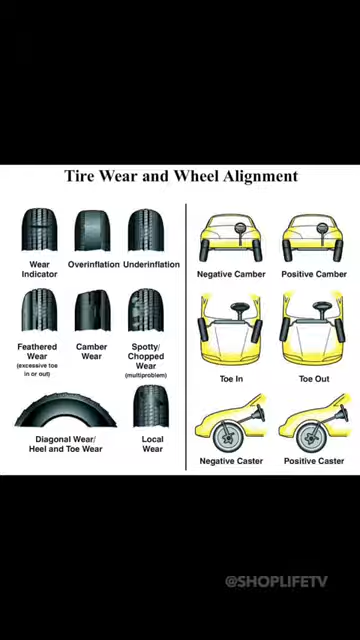 Tire Wear and Wheel Alignment
Wear
Indicator
Overinflation
Underinflation
Feathered
Wear
(excessive toe
in or out)
Camber
Wear
Spotty/
Chopped
Wear
(multiproblem)
Diagonal Wear/
Heel and Toe Wear
Local
Wear
Negative Camber
Positive Camber
Toe In
Toe Out
Negative Caster
Positive Caster
@SHOPLIFETV